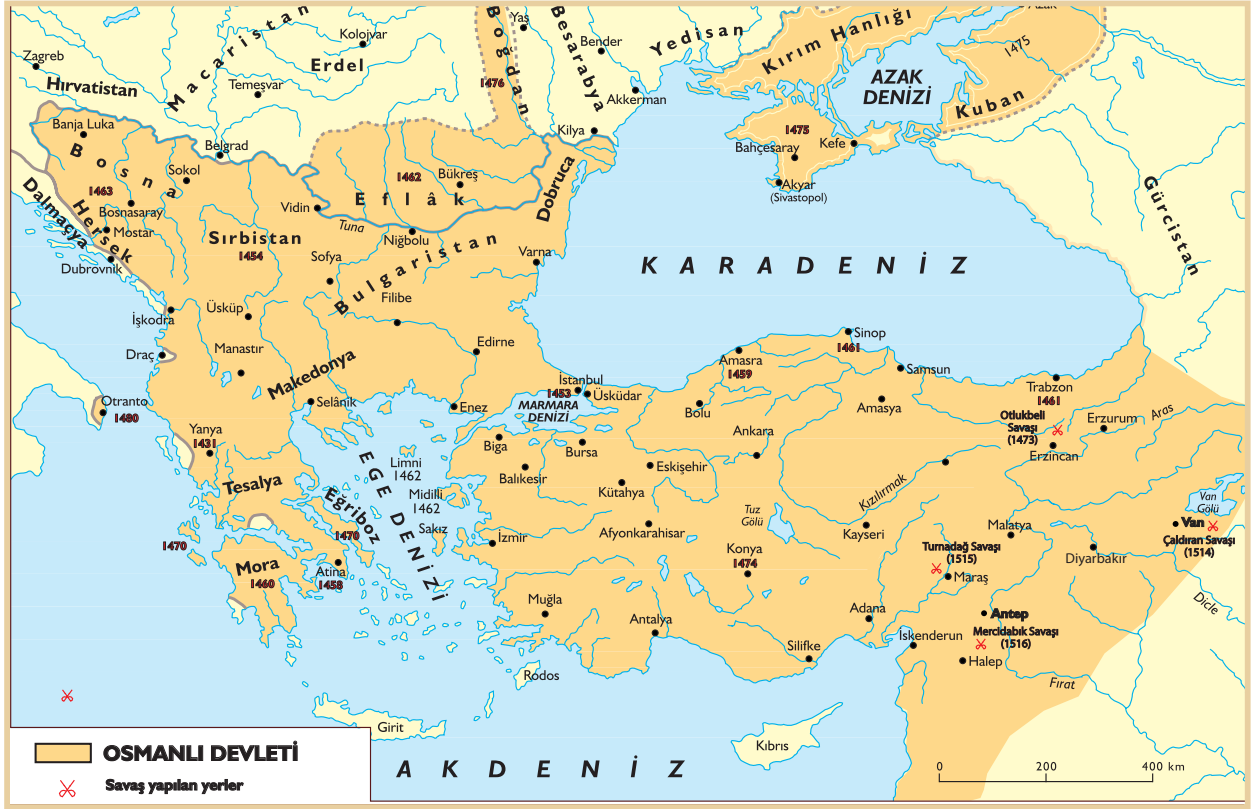 Zagreb
Hırvatistan
Macaristan
Kolojvar
Erdel
Temeşvar
Boğdan
1476
Yaş
Besarabya
Bender
Yedisan
Akkerman
Kilya
Kırım Hanlığı
Azak
1475
AZAK
DENİZİ
Kuban
1475
Bahçesaray
Kefe
Akyar
(Sivastopol)
Gürcistan
Banja Luka
Bosna
1463
Sokol
Belgrad
Bosnasaray
Hersek
Mostar
Dalmaçya
Dubrovnik
Sırbistan
1454
Vidin
Tuna
1462
Bükreş
Eflâk
Niğbolu
Dobruca
Varna
Sofya
Bulgaristan
Filibe
KARADENİZ
İşkodra
Üsküp
Draç
Manastır
Makedonya
Edirne
Selânik
Enez
Otranto
1480
Yanya
1431
Tesalya
İstanbul
1453
Üsküdar
MARMARA
DENİZİ
Amasra
1459
Sinop
1461
Samsun
Bolu
Amasya
Trabzon
1461
Otlukbeli
Savaşı
(1473)
Erzurum
Aras
Erzincan
Biga
Bursa
Ankara
Balıkesir
Eskişehir
Kütahya
Kızılırmak
Limni
1462
Midilli
1462
Sakız
EGE DENİZİ
Eğriboz
1470
1470
Atina
1458
Mora
1460
İzmir
Afyonkarahisar
Tuz
Gölü
Kayseri
Konya
1474
Malatya
Turnadağ Savaşı
(1515)
Maraş
Diyarbakır
Van
Gölü
Van
Çaldıran Savaşı
(1514)
Dicle
Muğla
Antalya
Adana
Silifke
Antep
Mercidabık Savaşı
(1516)
İskenderun
Halep
Fırat
Rodos
Girit
Kıbrıs
AKDENİZ
OSMANLI DEVLETİ
Savaş yapılan yerler
0 200 400 km